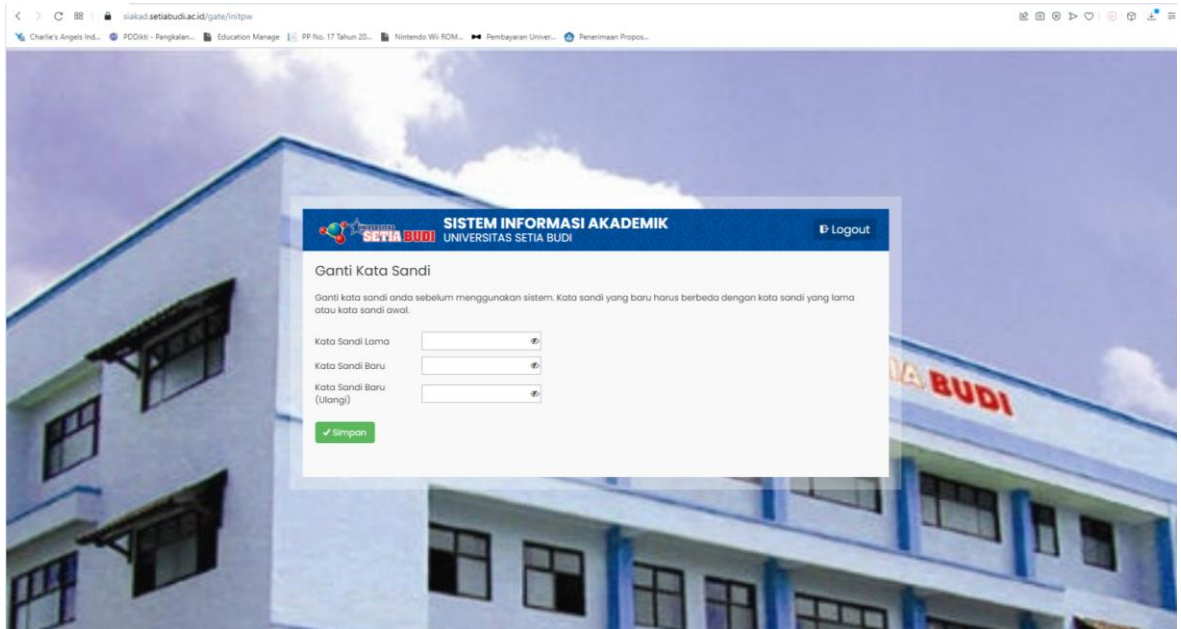 siakad.setiabudi.ac.id/gate/initpw
Charlie's Angels Ind... PDDikti - Pangkalan... Education Manage PP No. 17 Tahun 20... Nintendo Wii ROM... Pembayaran Univer... Penerimaan Propos...
UNIVERSITAS
SETIA BUDI
SISTEM INFORMASI AKADEMIK
UNIVERSITAS SETIA BUDI
Logout
Ganti Kata Sandi
Ganti kata sandi anda sebelum menggunakan sistem. Kata sandi yang baru harus berbeda dengan kata sandi yang lama
atau kata sandi awal.
Kata Sandi Lama
Kata Sandi Baru
Kata Sandi Baru
(Ulangi)
Simpan
IA BUDI